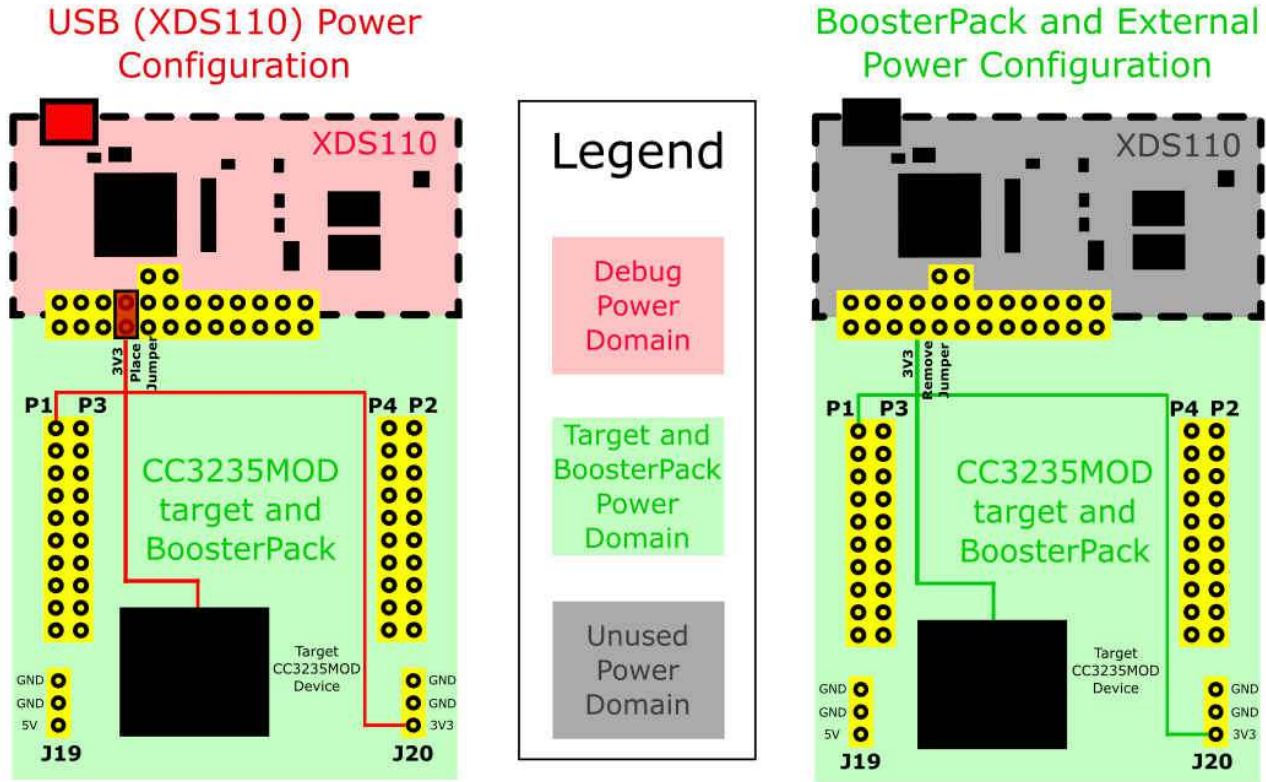 USB (XDS110) Power
Configuration
XDS110
3V3
Place
Jumper
P1 P3
P4 P2
CC3235MOD
target and
BoosterPack
Target
CC3235MOD
Device
GND
GND
5V
J19
GND
GND
3V3
J20
Legend
Debug
Power
Domain
Target and
BoosterPack
Power
Domain
Unused
Power
Domain
BoosterPack and External
Power Configuration
XDS110
3V3
Remove
Jumper
P1 P3
P4 P2
CC3235MOD
target and
BoosterPack
Target
CC3235MOD
Device
GND
GND
5V
J19
GND
GND
3V3
J20